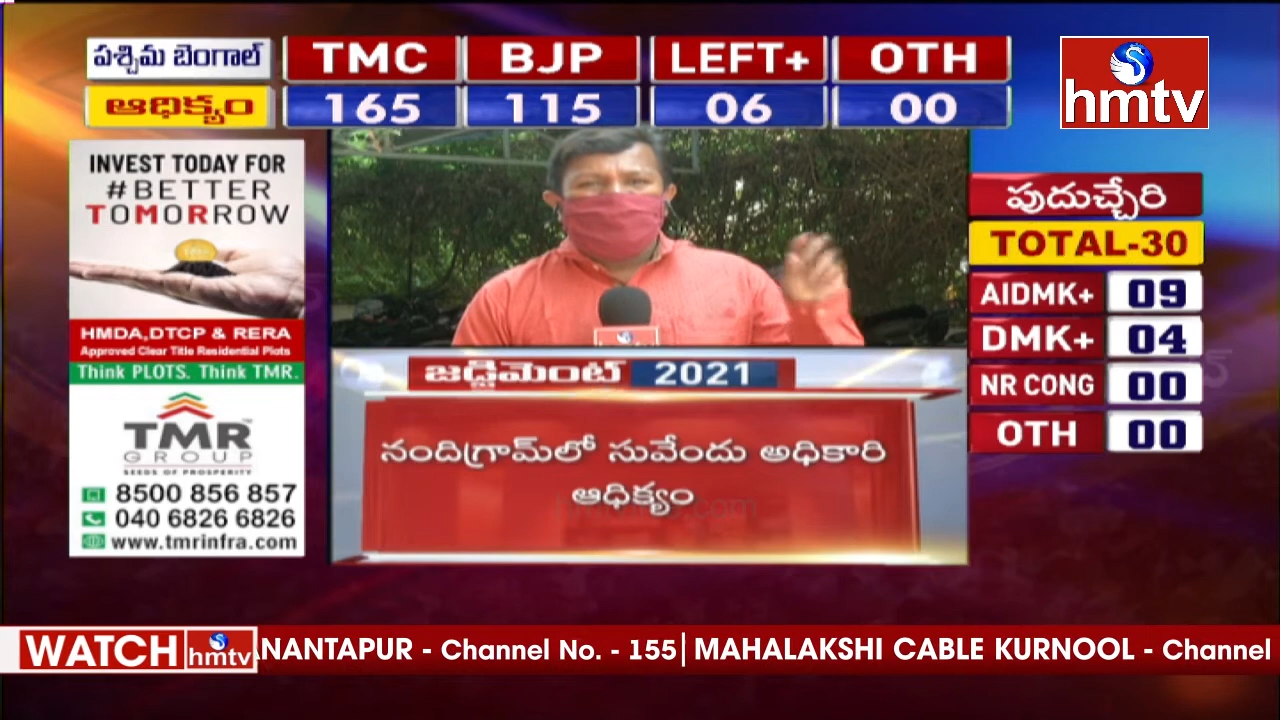 పశ్చిమ బెంగాల్ TMC BJP LEFT+ OTH
ఆధిక్యం 165 115 06 00
hmtv
INVEST TODAY FOR
#BETTER
TOMORROW
HMDA,DTCP & RERA
Approved Clear Title Residential Plots
Think PLOTS. Think TMR.
TMR
GROUP
SEEDS OF PROSPERITY
8500 856 857
040 6826 6826
www.tmrinfra.com
జడ్జిమెంట్ 2021
నందిగ్రామ్‌లో సువేందు అధికారి
ఆధిక్యం
పుదుచ్చేరి
TOTAL-30
AIDMK+ 09
DMK+ 04
NR CONG 00
OTH 00
WATCH hmtv ANANTAPUR - Channel No. - 155| MAHALAKSHI CABLE KURNOOL - Channel